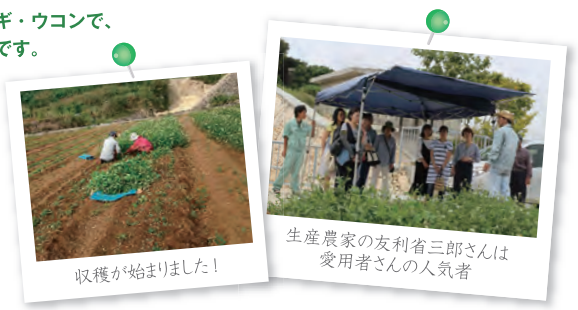 ギ・ウコンで、
です。
収穫が始まりました！
生産農家の友利省三郎さんは
愛用者さんの人気者